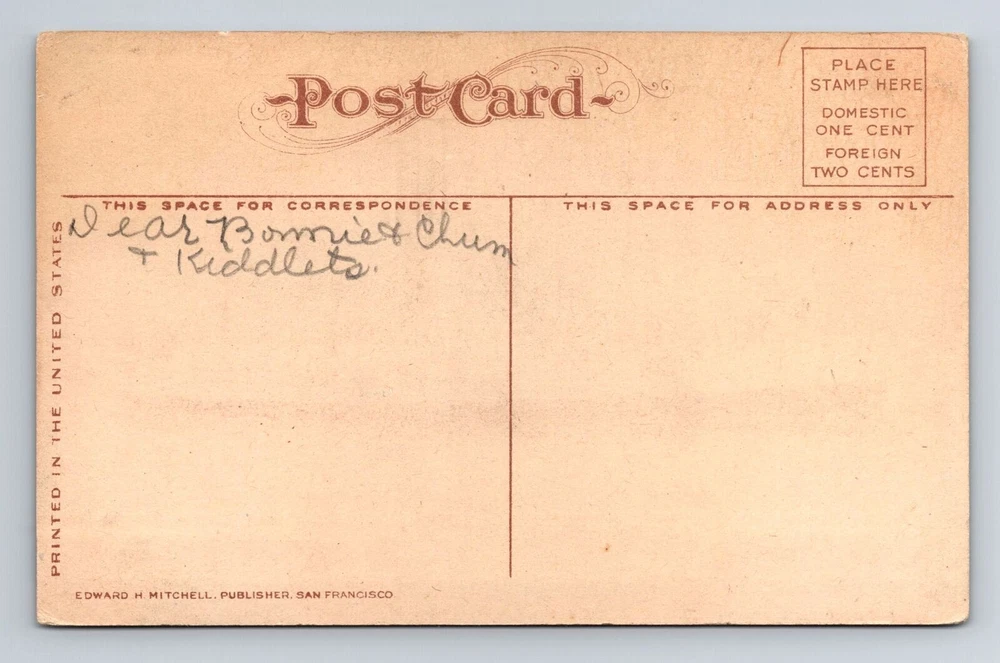 Post Card
PLACE
STAMP HERE
DOMESTIC
ONE CENT
FOREIGN
TWO CENTS
THIS SPACE FOR CORRESPONDENCE
THIS SPACE FOR ADDRESS ONLY
Dear Bonnie & Chum
+ Kiddlets.
PRINTED IN THE UNITED STATES
EDWARD H. MITCHELL, PUBLISHER, SAN FRANCISCO